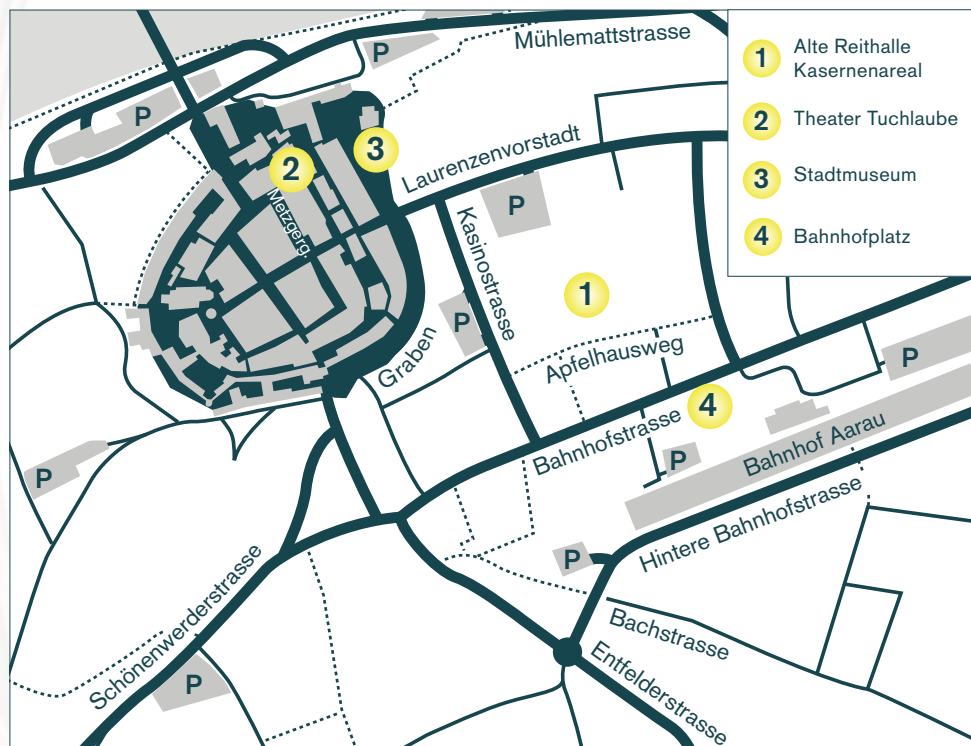 Mühlemattstrasse
P
P
1
Alte Reithalle
Kasernenareal
2
Theater Tuchlaube
3
Stadtmuseum
4
Bahnhofplatz
2
3
Metzgerg.
Laurenzenvorstadt
P
Kasinostrasse
1
P
Graben
Apfelhausweg
P
4
Bahnhofstrasse
P
Bahnhof Aarau
P
Hintere Bahnhofstrasse
P
Schönenwerderstrasse
Bachstrasse
Entfelderstrasse
P